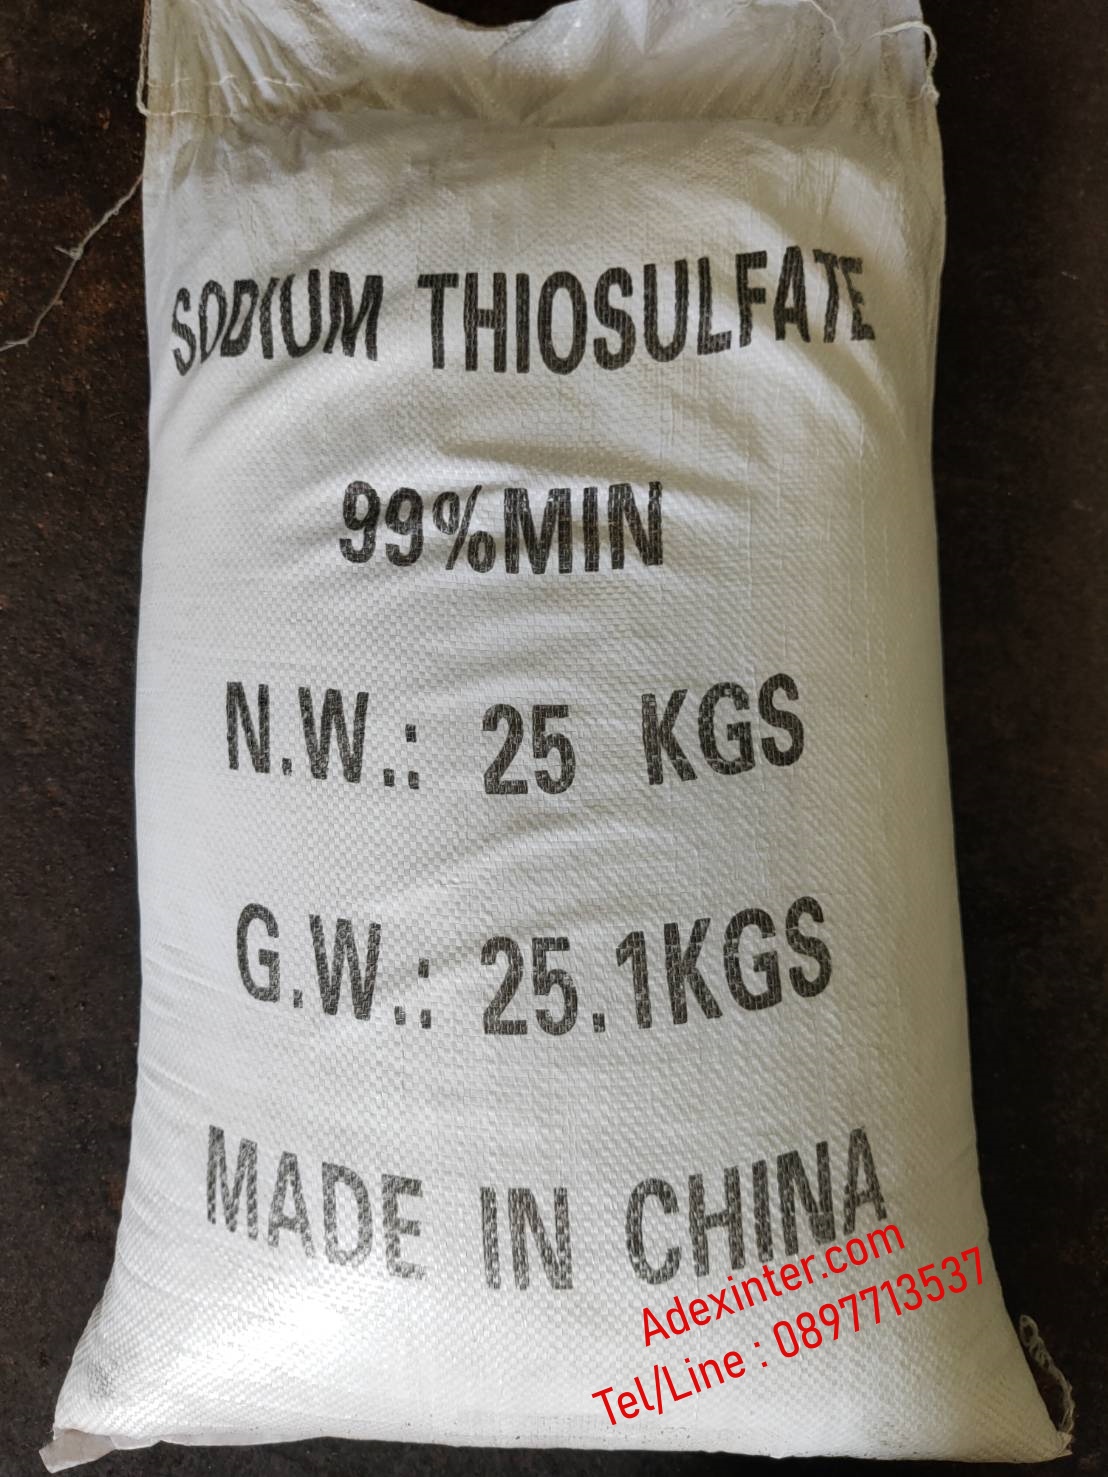 SODIUM THIOSULFATE
99%MIN
N.W.: 25 KGS
G.W.: 25.1KGS
MADE IN CHINA
Adexinter.com
Tel/Line : 0897713537